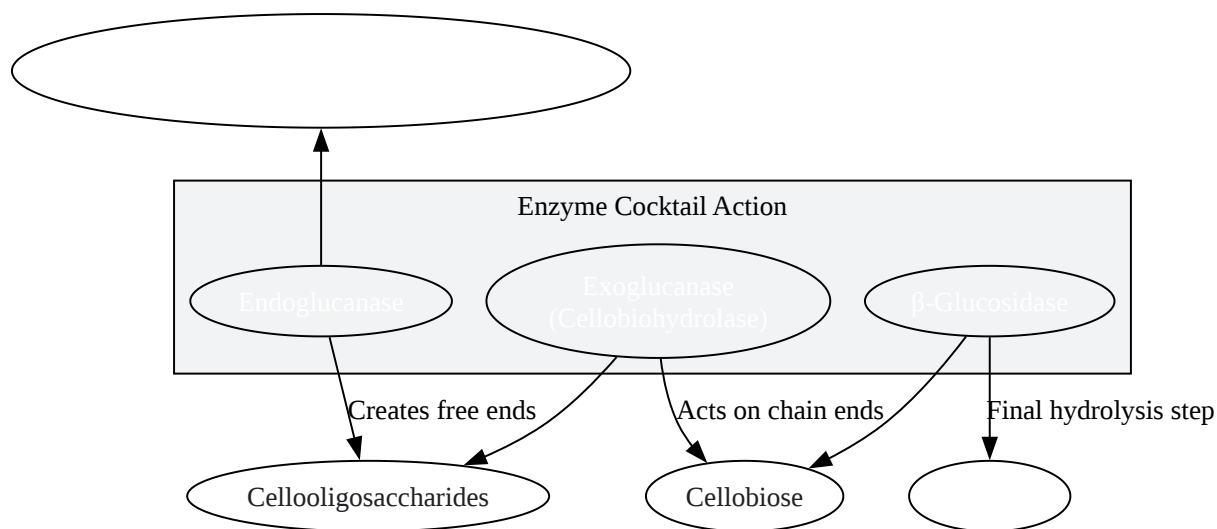 Enzyme Cocktail Action
Endoglucanase
Exoglucanase
(Cellobiohydrolase)
β-Glucosidase
Creates free ends
Acts on chain ends
Final hydrolysis step
Cellooligosaccharides
Cellobiose